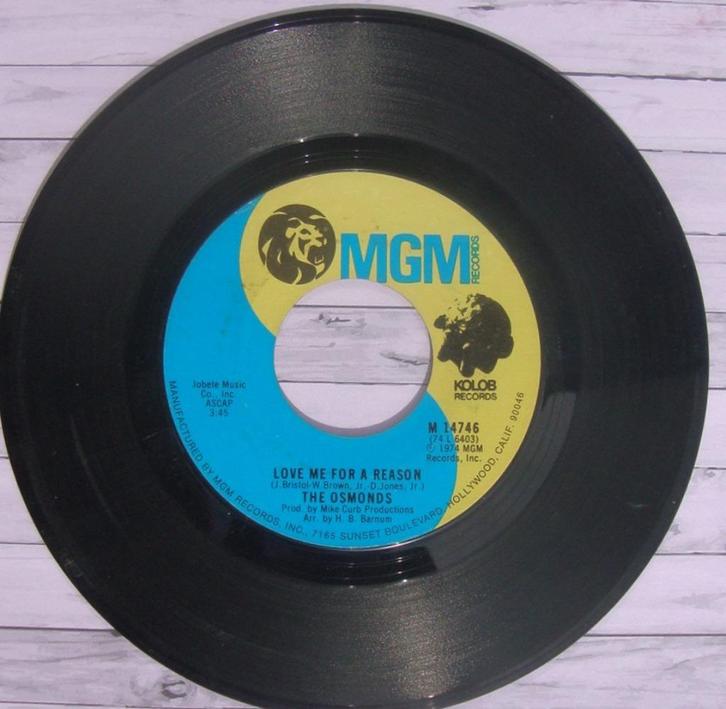 MGM
RECORDS
KOLOB
RECORDS
Jobete Music
Co., Inc.
ASCAP
3:45
M 14746
(74 L 6403)
Ⓟ 1974 MGM
Records, Inc.
LOVE ME FOR A REASON
(J. Bristol-W. Brown, Jr.-D. Jones, Jr.)
THE OSMONDS
Prod. by Mike Curb Productions
Arr. by H. B. Barnum
MANUFACTURED BY MGM RECORDS, INC., 7165 SUNSET BOULEVARD, HOLLYWOOD, CALIF. 90046